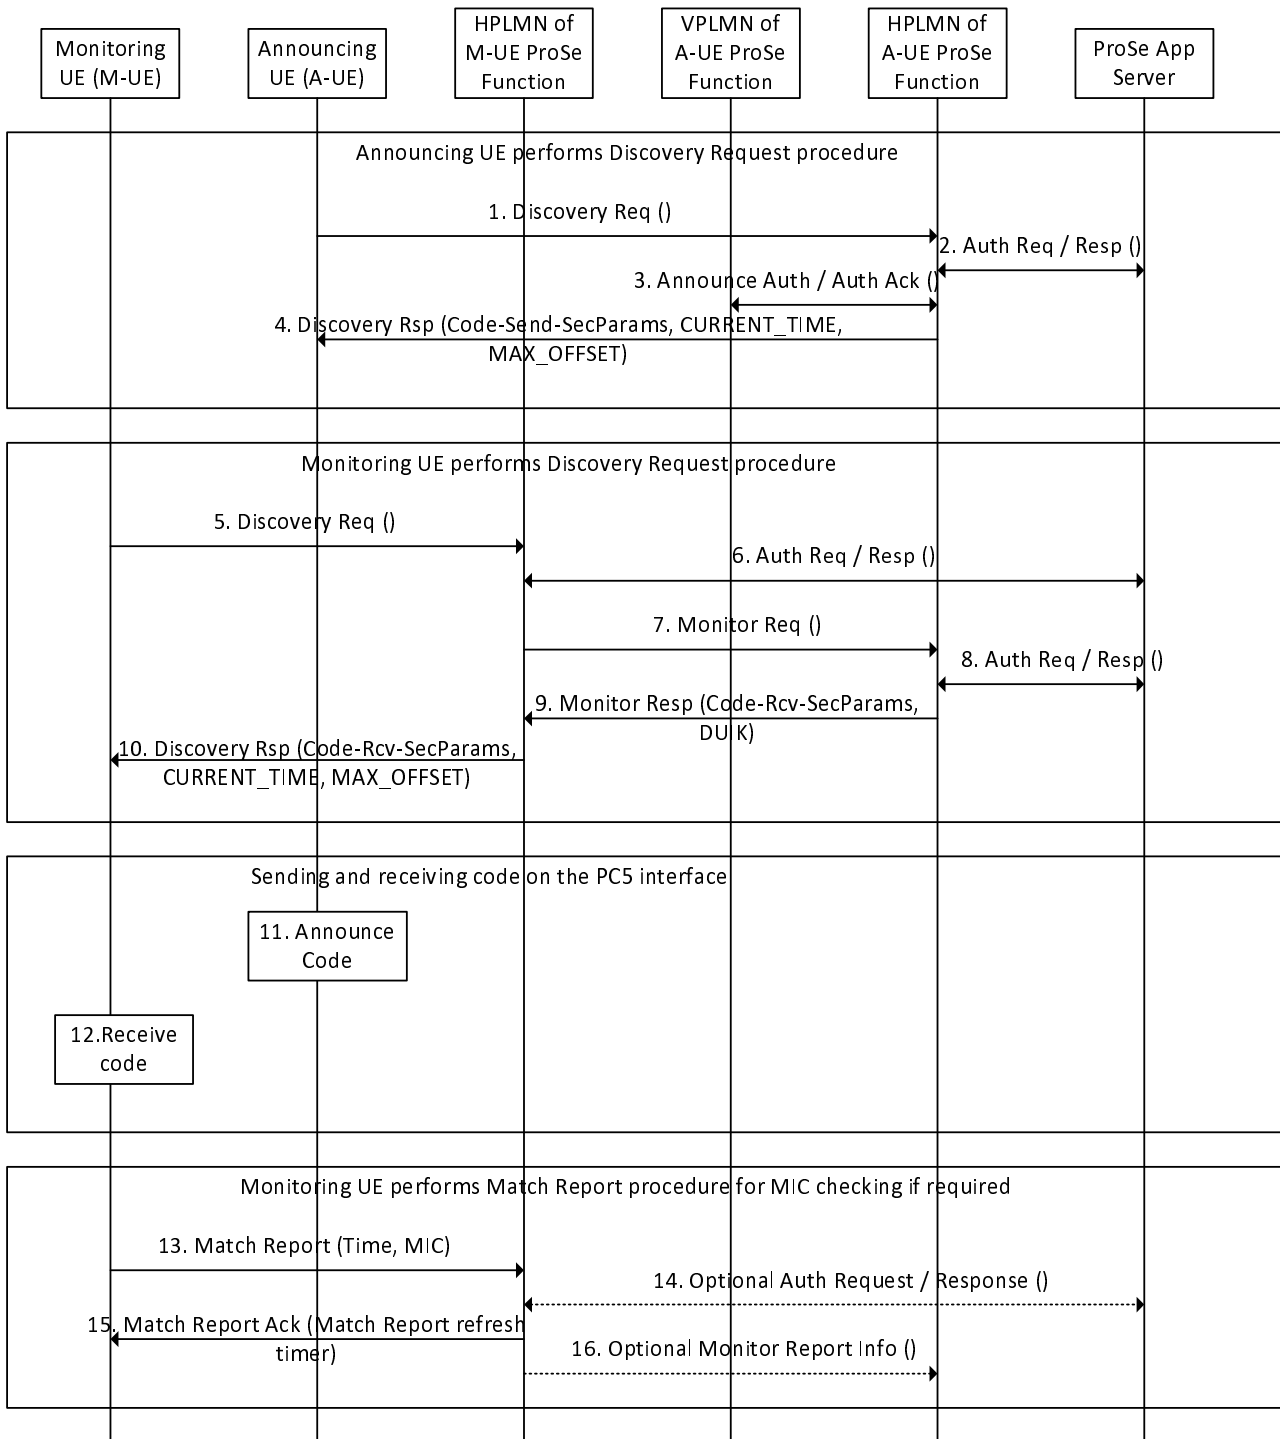 Monitoring
UE (M-UE)
Announcing
UE (A-UE)
HPLMN of
M-UE ProSe
Function
VPLMN of
A-UE ProSe
Function
HPLMN of
A-UE ProSe
Function
ProSe App
Server
Announcing UE performs Discovery Request procedure
1. Discovery Req ()
2. Auth Req / Resp ()
3. Announce Auth / Auth Ack ()
4. Discovery Rsp (Code-Send-SecParams, CURRENT_TIME,
MAX_OFFSET)
Monitoring UE performs Discovery Request procedure
5. Discovery Req ()
6. Auth Req / Resp ()
7. Monitor Req ()
8. Auth Req / Resp ()
9. Monitor Resp (Code-Rcv-SecParams,
DUIK)
10. Discovery Rsp (Code-Rcv-SecParams,
CURRENT_TIME, MAX_OFFSET)
Sending and receiving code on the PC5 interface
11. Announce
Code
12.Receive
code
Monitoring UE performs Match Report procedure for MIC checking if required
13. Match Report (Time, MIC)
14. Optional Auth Request / Response ()
15. Match Report Ack (Match Report refresh
timer)
16. Optional Monitor Report Info ()